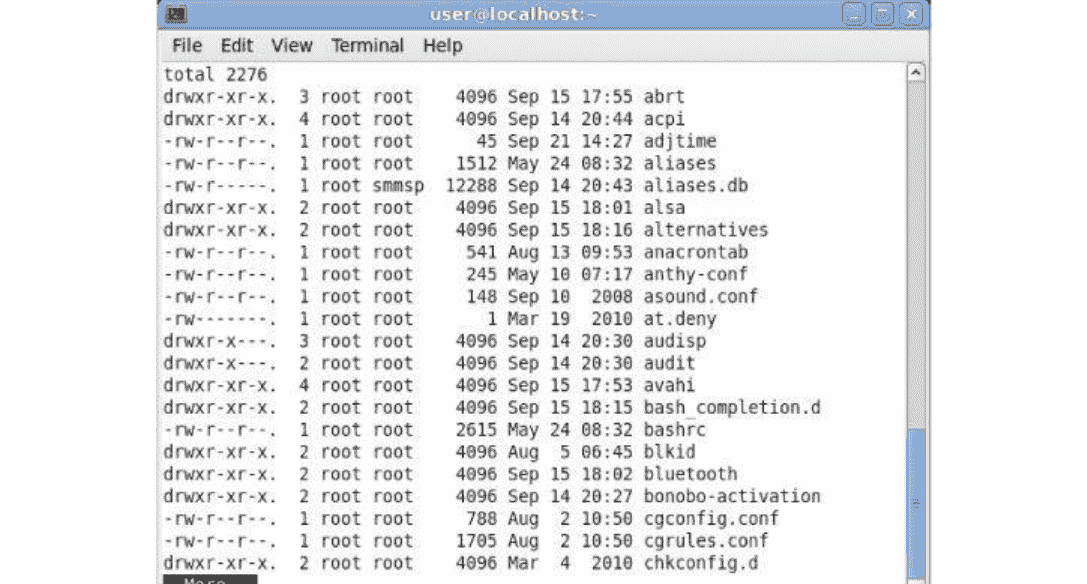 user@localhost:~
File Edit View Terminal Help
total 2276
drwxr-xr-x.  3 root root    4096 Sep 15 17:55 abrt
drwxr-xr-x.  4 root root    4096 Sep 14 20:44 acpi
-rw-r--r--.  1 root root      45 Sep 21 14:27 adjtime
-rw-r--r--.  1 root root    1512 May 24 08:32 aliases
-rw-r-----.  1 root smmsp  12288 Sep 14 20:43 aliases.db
drwxr-xr-x.  2 root root    4096 Sep 15 18:01 alsa
drwxr-xr-x.  2 root root    4096 Sep 15 18:16 alternatives
-rw-r--r--.  1 root root     541 Aug 13 09:53 anacrontab
-rw-r--r--.  1 root root     245 May 10 07:17 anthy-conf
-rw-r--r--.  1 root root     148 Sep 10  2008 asound.conf
-rw-------.  1 root root       1 Mar 19  2010 at.deny
drwxr-x---.  3 root root    4096 Sep 14 20:30 audisp
drwxr-x---.  2 root root    4096 Sep 14 20:30 audit
drwxr-xr-x.  4 root root    4096 Sep 15 17:53 avahi
drwxr-xr-x.  2 root root    4096 Sep 15 18:15 bash_completion.d
-rw-r--r--.  1 root root    2615 May 24 08:32 bashrc
drwxr-xr-x.  2 root root    4096 Aug  5 06:45 blkid
drwxr-xr-x.  2 root root    4096 Sep 15 18:02 bluetooth
drwxr-xr-x.  2 root root    4096 Sep 14 20:27 bonobo-activation
-rw-r--r--.  1 root root     788 Aug  2 10:50 cgconfig.conf
-rw-r--r--.  1 root root    1705 Aug  2 10:50 cgrules.conf
drwxr-xr-x.  2 root root    4096 Mar  4  2010 chkconfig.d
--More--